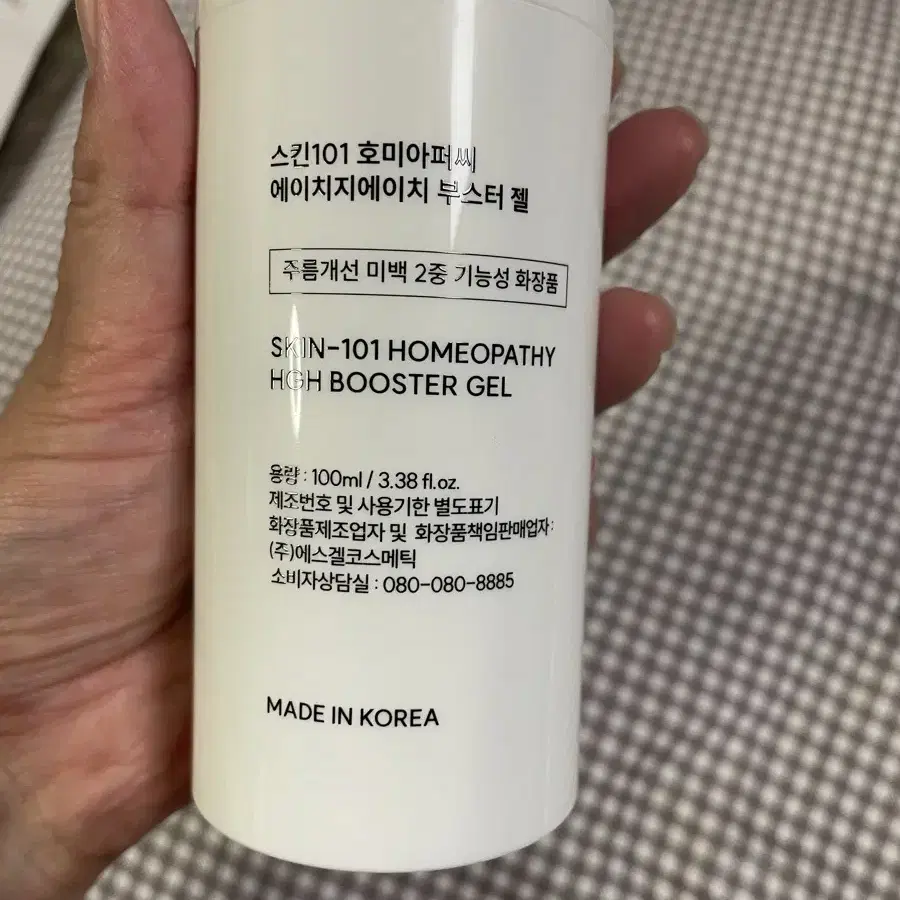 스킨101 호미아퍼씨
에이치지에이치 부스터 젤
주름개선 미백 2중 기능성 화장품
SKIN-101 HOMEOPATHY
HGH BOOSTER GEL
용량 : 100ml / 3.38 fl.oz.
제조번호 및 사용기한 별도표기
화장품제조업자 및 화장품책임판매업자 :
(주)에스겔코스메틱
소비자상담실 : 080-080-8885
MADE IN KOREA